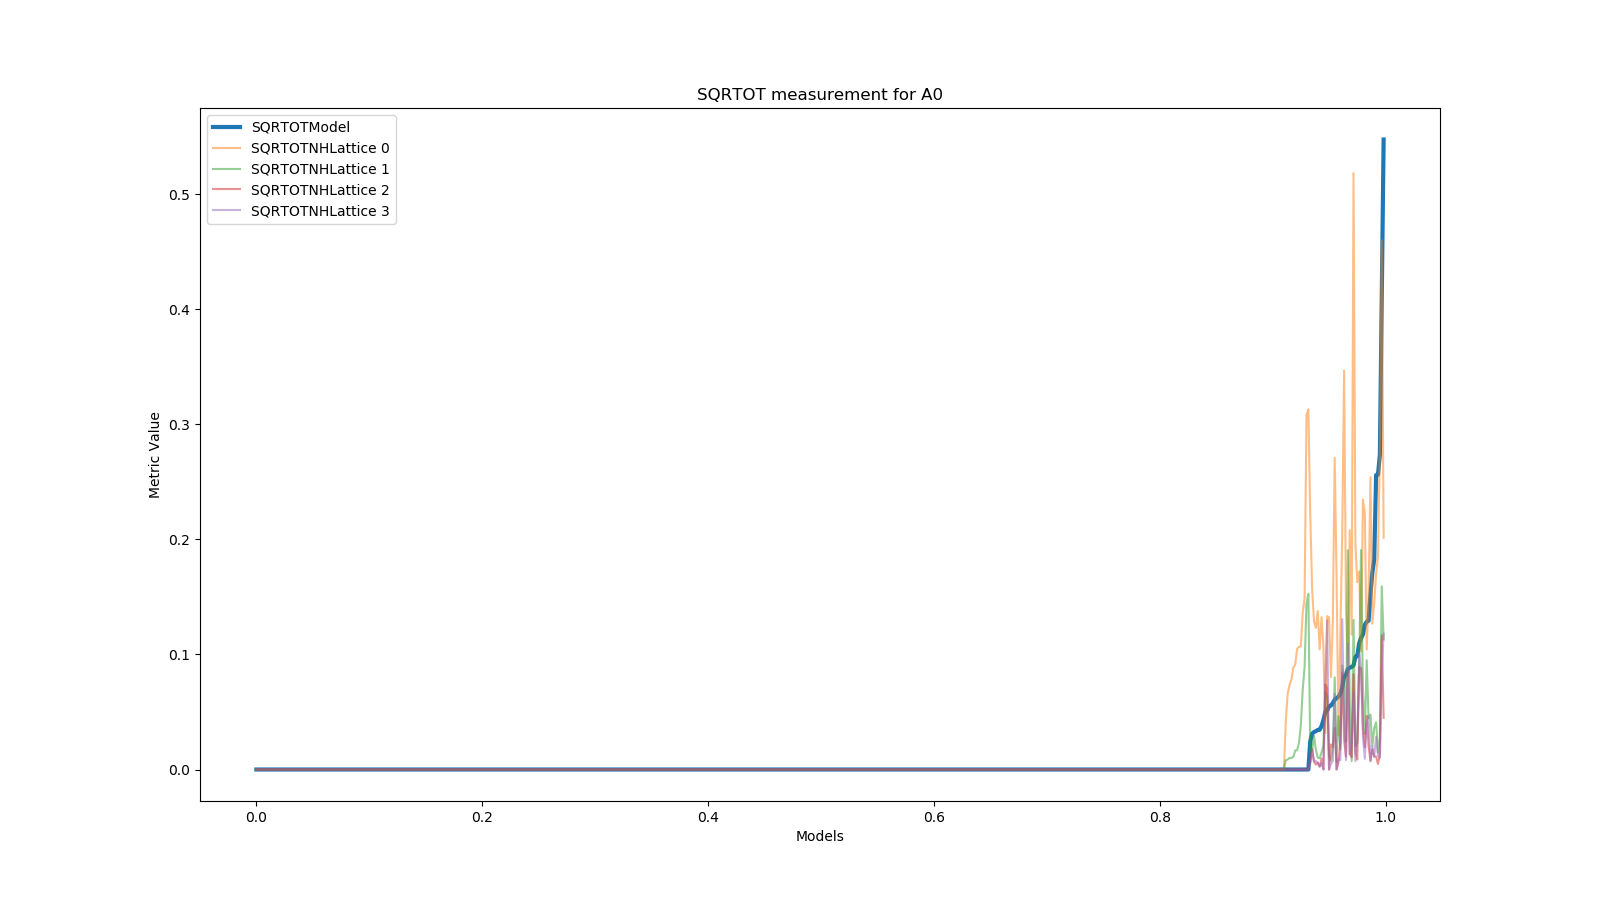 SQRTOT measurement for A0
SQRTOTModel
SQRTOTNHLattice 0
SQRTOTNHLattice 1
SQRTOTNHLattice 2
SQRTOTNHLattice 3
Metric Value
0.5
0.4
0.3
0.2
0.1
0.0
0.0 0.2 0.4 0.6 0.8 1.0
Models